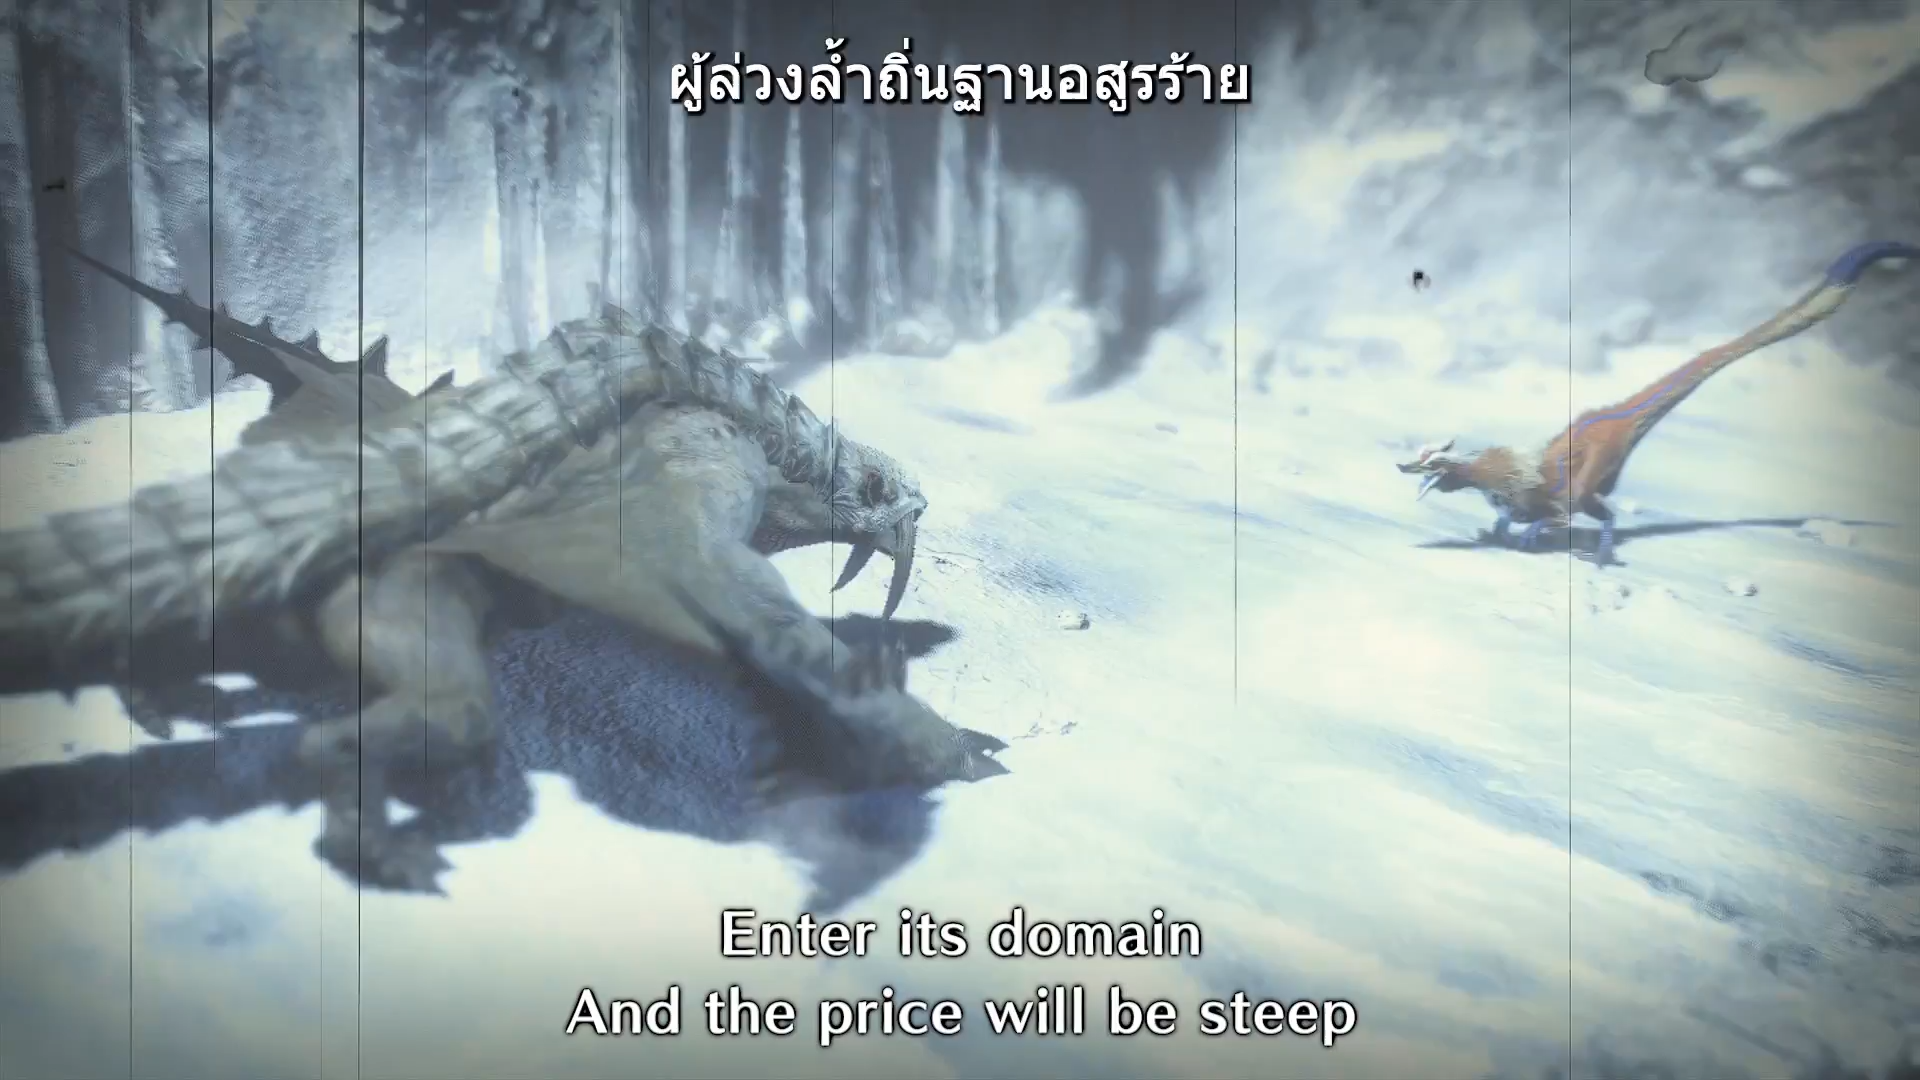 ผู้ล่วงล้ำถิ่นฐานอสูรร้าย
Enter its domain
And the price will be steep